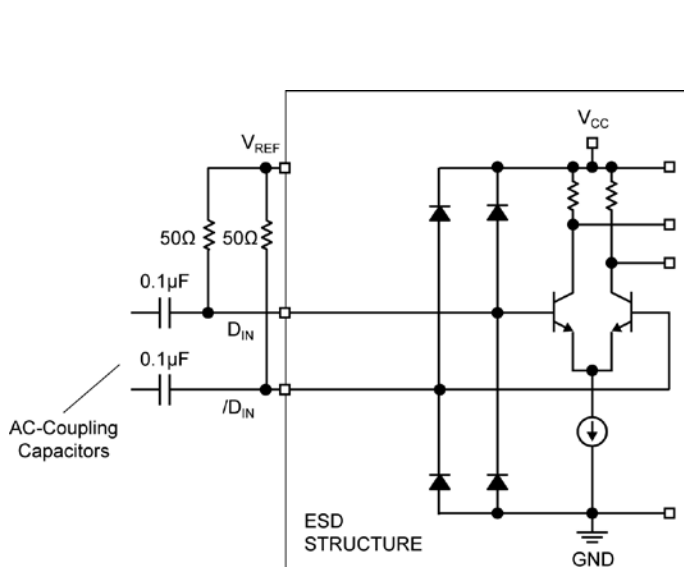 VCC
VREF
50Ω 50Ω
0.1µF
DIN
0.1µF
/DIN
AC-Coupling
Capacitors
ESD
STRUCTURE
GND